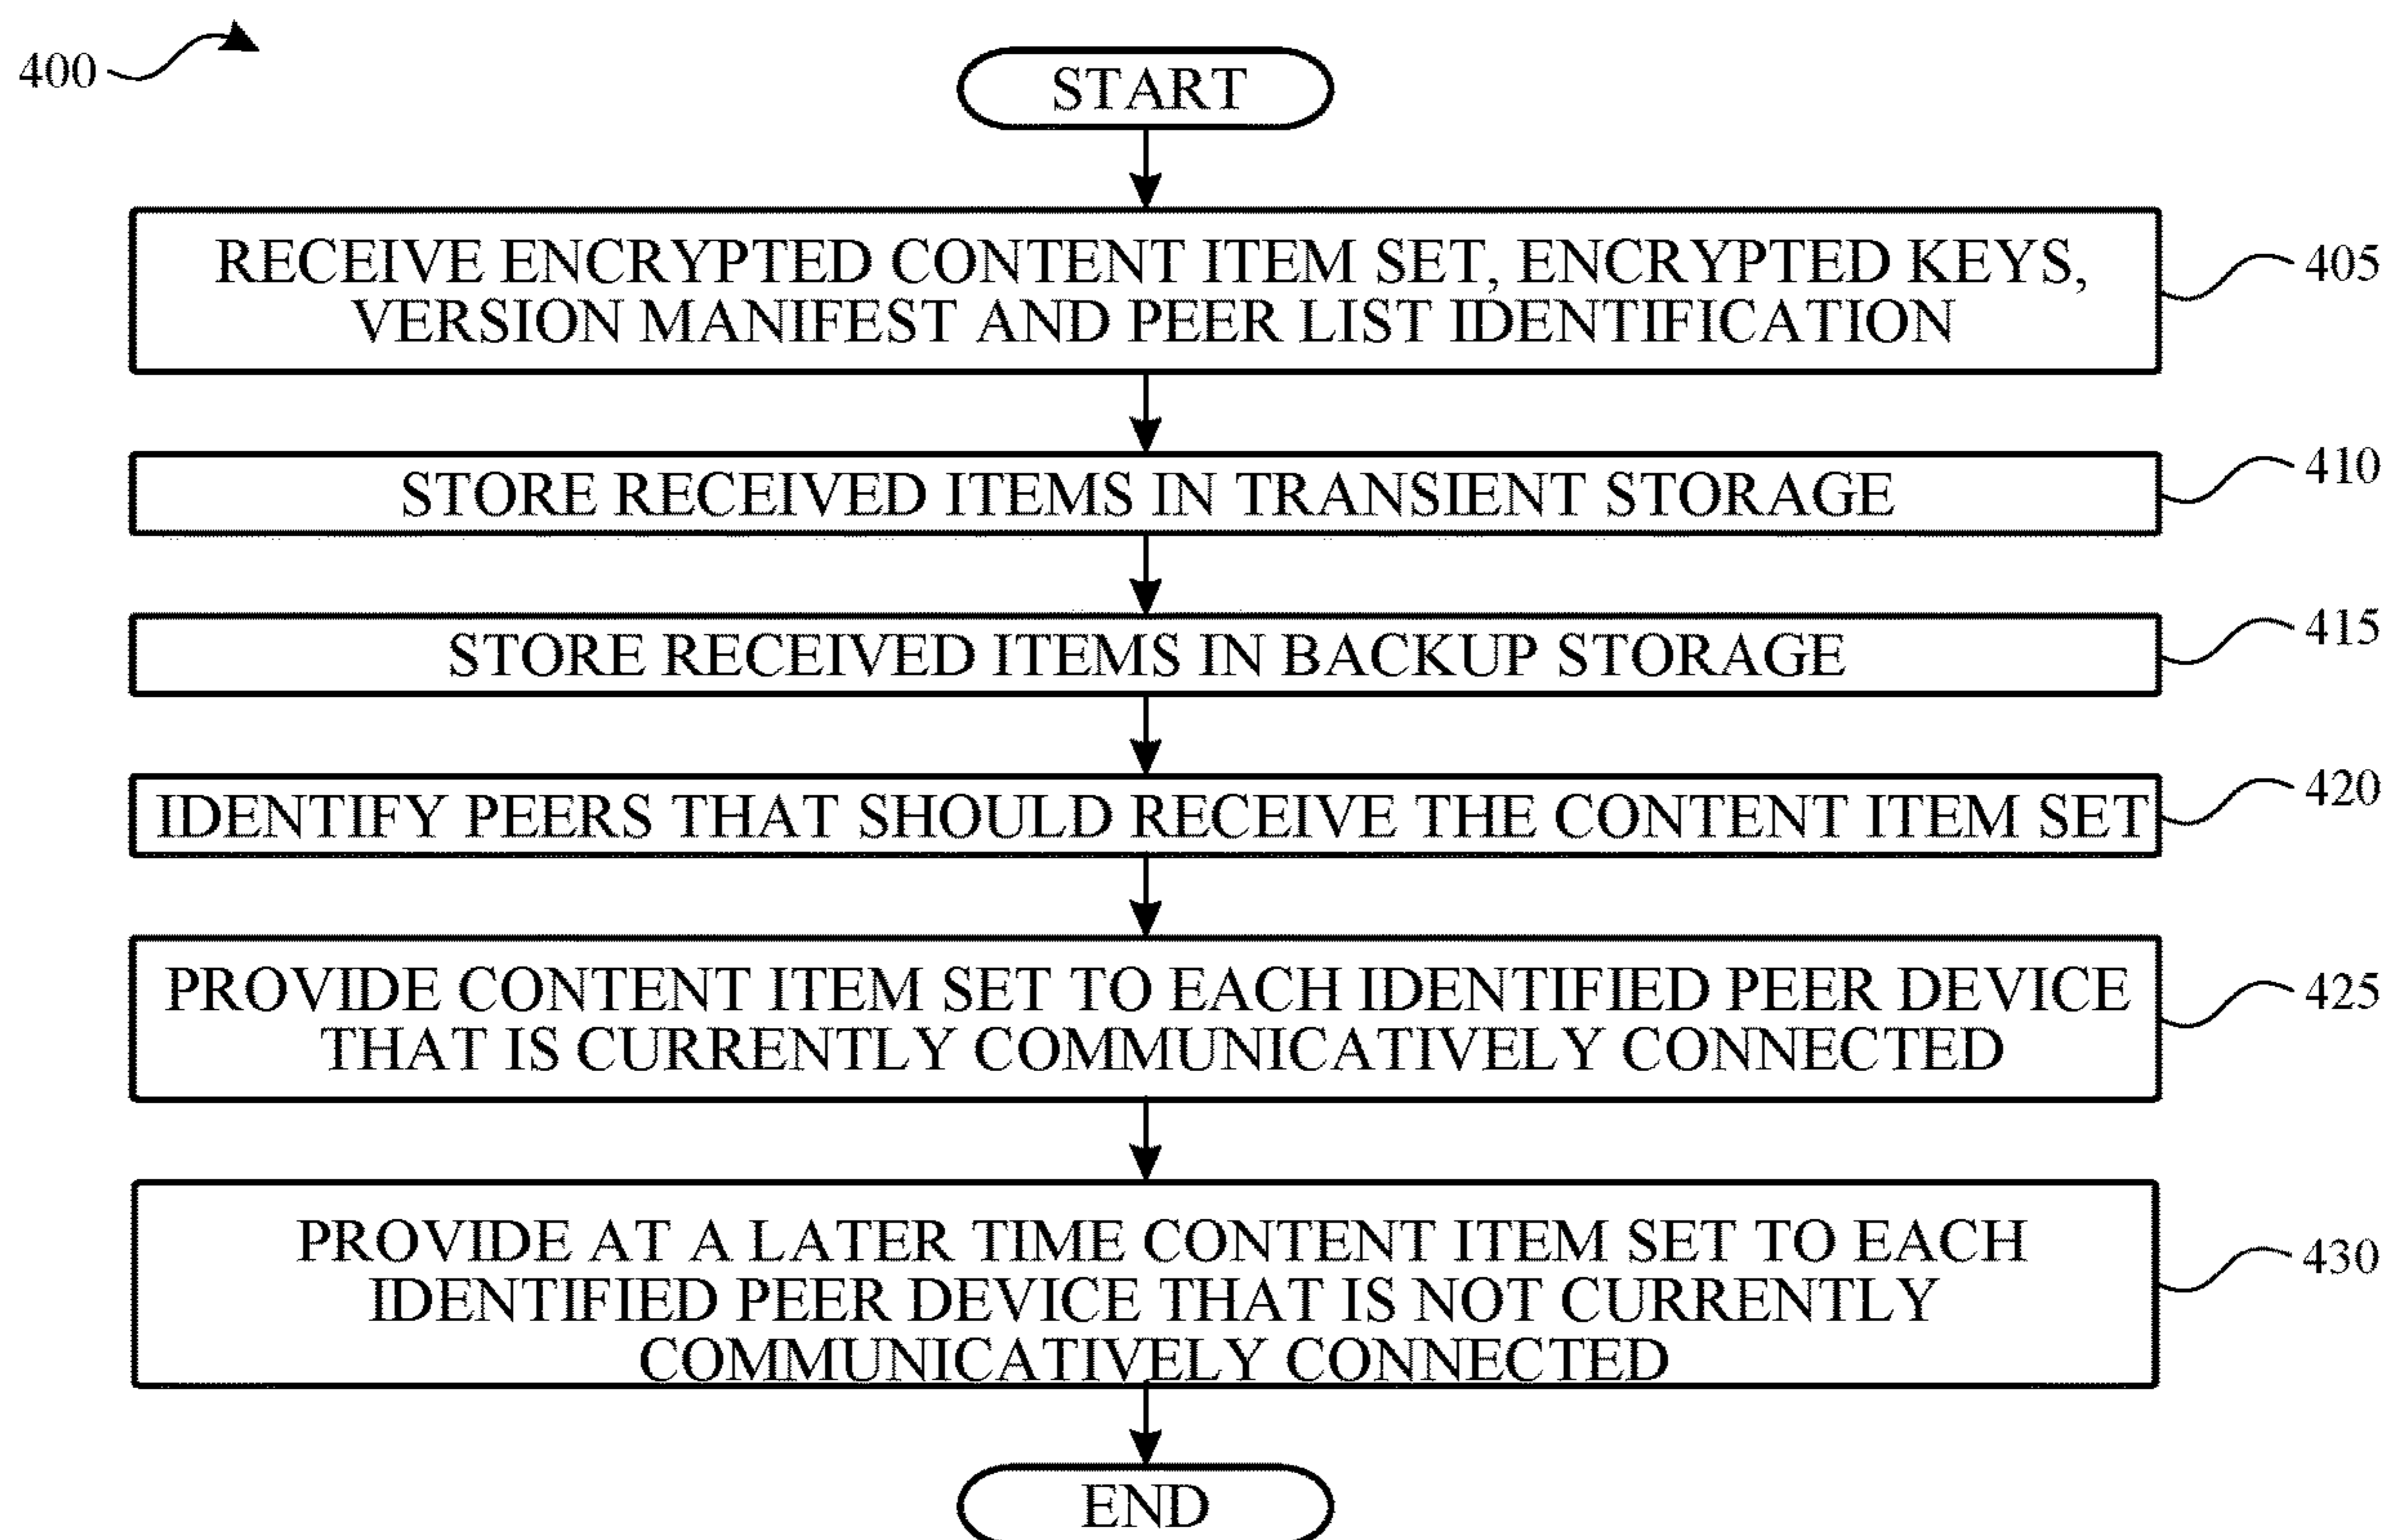 400
START
RECEIVE ENCRYPTED CONTENT ITEM SET, ENCRYPTED KEYS,
VERSION MANIFEST AND PEER LIST IDENTIFICATION
405
STORE RECEIVED ITEMS IN TRANSIENT STORAGE
410
STORE RECEIVED ITEMS IN BACKUP STORAGE
415
IDENTIFY PEERS THAT SHOULD RECEIVE THE CONTENT ITEM SET
420
PROVIDE CONTENT ITEM SET TO EACH IDENTIFIED PEER DEVICE
THAT IS CURRENTLY COMMUNICATIVELY CONNECTED
425
PROVIDE AT A LATER TIME CONTENT ITEM SET TO EACH
IDENTIFIED PEER DEVICE THAT IS NOT CURRENTLY
COMMUNICATIVELY CONNECTED
430
END